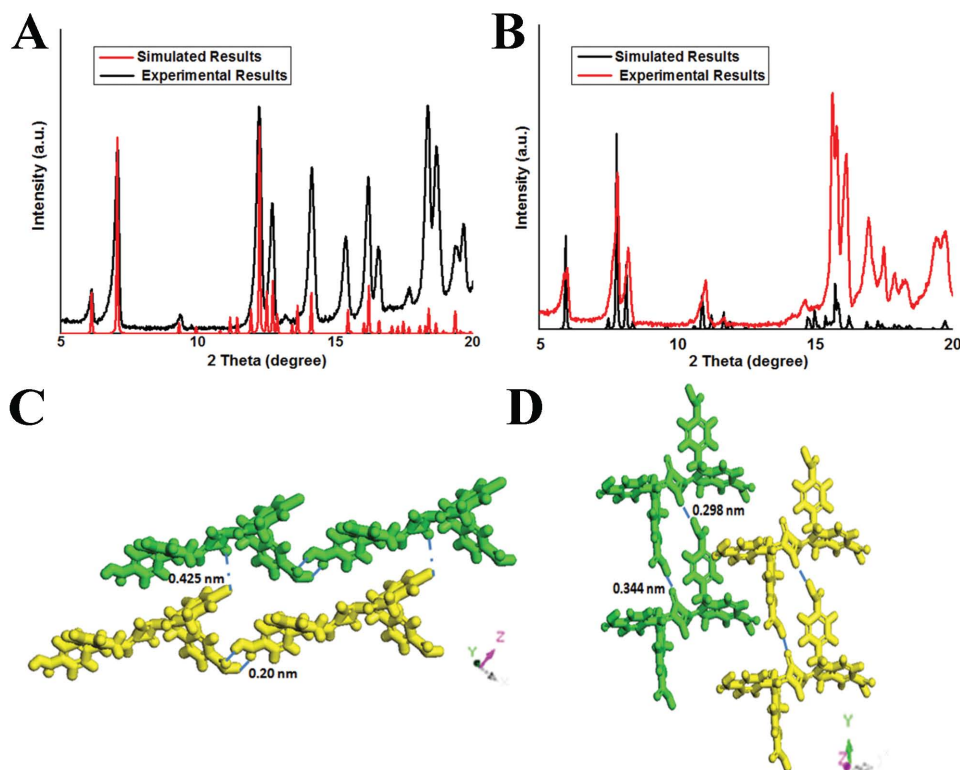 A
Simulated Results
Experimental Results
Intensity (a.u.)
5
10
15
20
2 Theta (degree)
B
Simulated Results
Experimental Results
Intensity (a.u.)
5
10
15
20
2 Theta (degree)
C
0.425 nm
0.20 nm
Y
Z
X
D
0.298 nm
0.344 nm
Y
Z